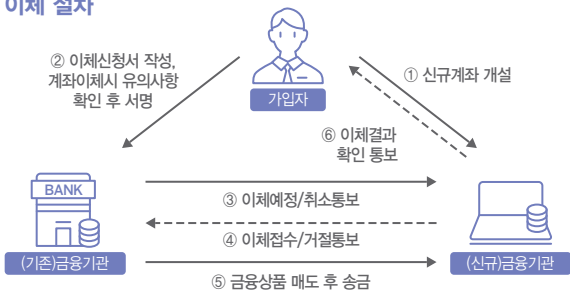 이체 절차
② 이체신청서 작성,
계좌이체시 유의사항
확인 후 서명
① 신규계좌 개설
가입자
⑥ 이체결과
확인 통보
BANK
③ 이체예정/취소통보
④ 이체접수/거절통보
(기존)금융기관
(신규)금융기관
⑤ 금융상품 매도 후 송금